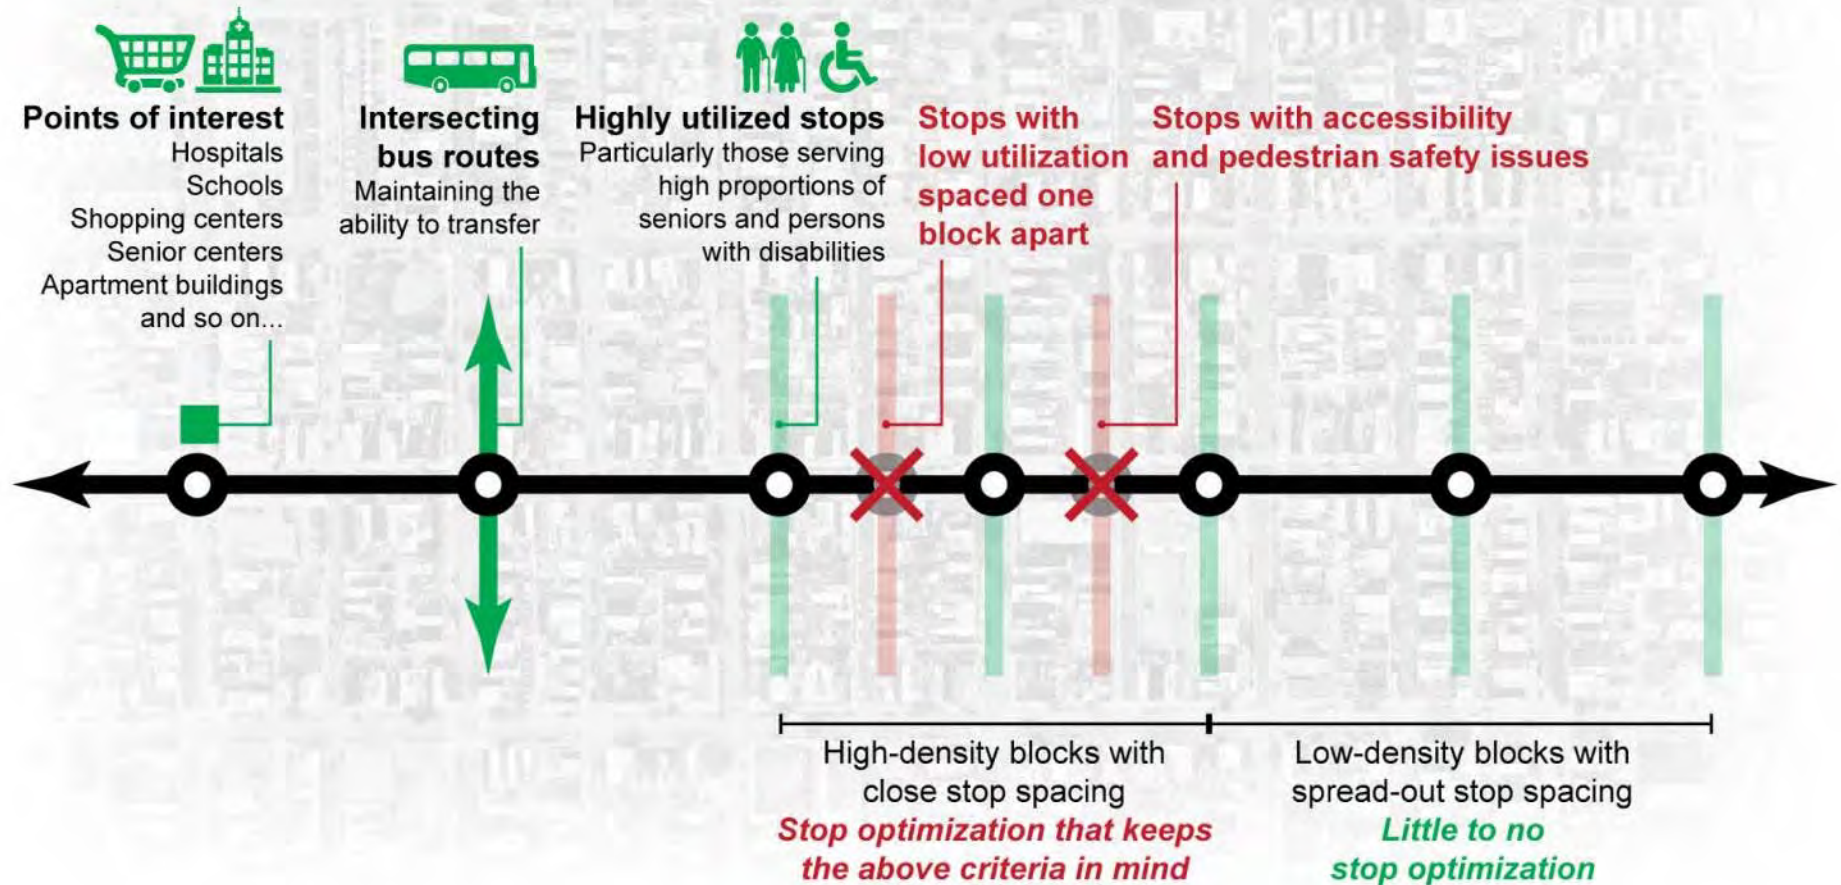 Points of interest
Hospitals
Schools
Shopping centers
Senior centers
Apartment buildings
and so on...
Intersecting
bus routes
Maintaining the
ability to transfer
Highly utilized stops
Particularly those serving
high proportions of
seniors and persons
with disabilities
Stops with
low utilization
spaced one
block apart
Stops with accessibility
and pedestrian safety issues
High-density blocks with
close stop spacing
Stop optimization that keeps
the above criteria in mind
Low-density blocks with
spread-out stop spacing
Little to no
stop optimization